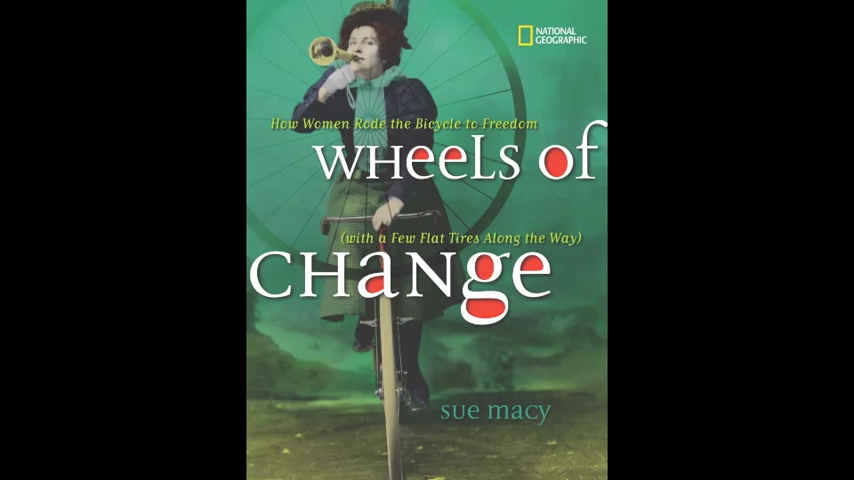 NATIONAL
GEOGRAPHIC
How Women Rode the Bicycle to Freedom
WHeeLs of
(with a Few Flat Tires Along the Way)
CHaNge
sue macy